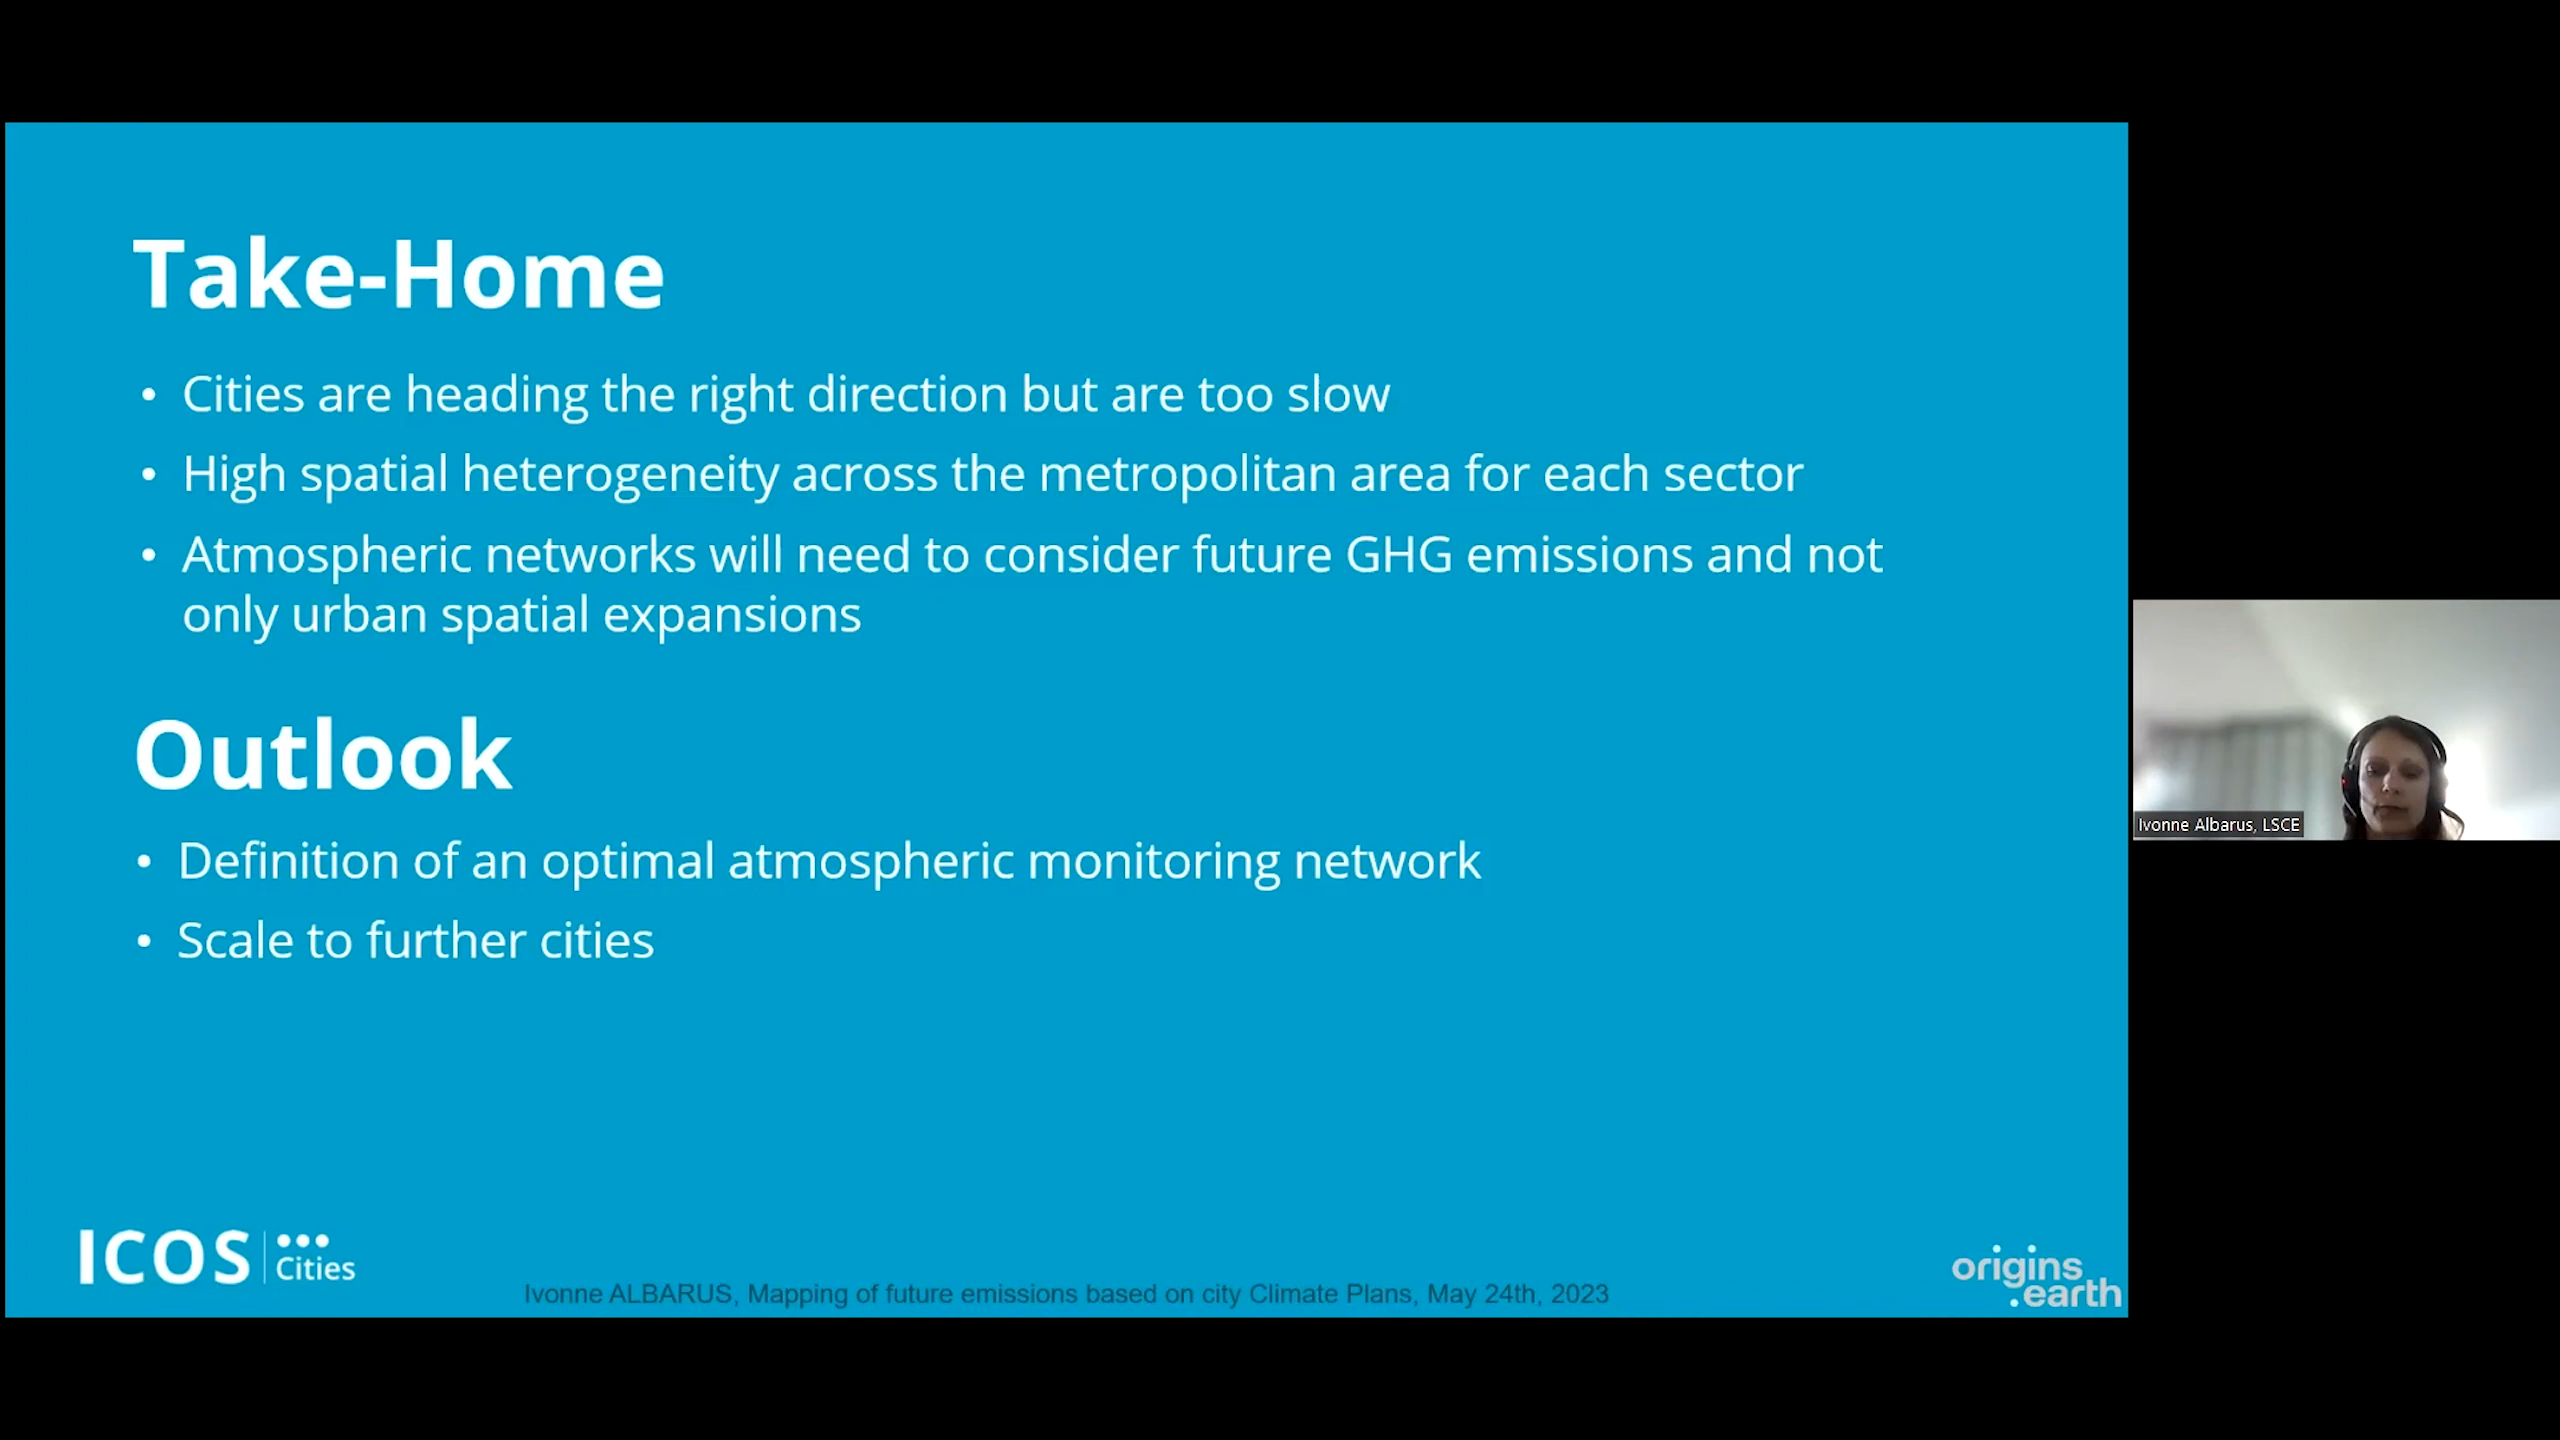 Take-Home
• Cities are heading the right direction but are too slow
• High spatial heterogeneity across the metropolitan area for each sector
• Atmospheric networks will need to consider future GHG emissions and not
only urban spatial expansions
Outlook
• Definition of an optimal atmospheric monitoring network
• Scale to further cities
ICOS Cities
Ivonne ALBARUS, Mapping of future emissions based on city Climate Plans, May 24th, 2023
origins
.earth
Ivonne Albarus, LSCE